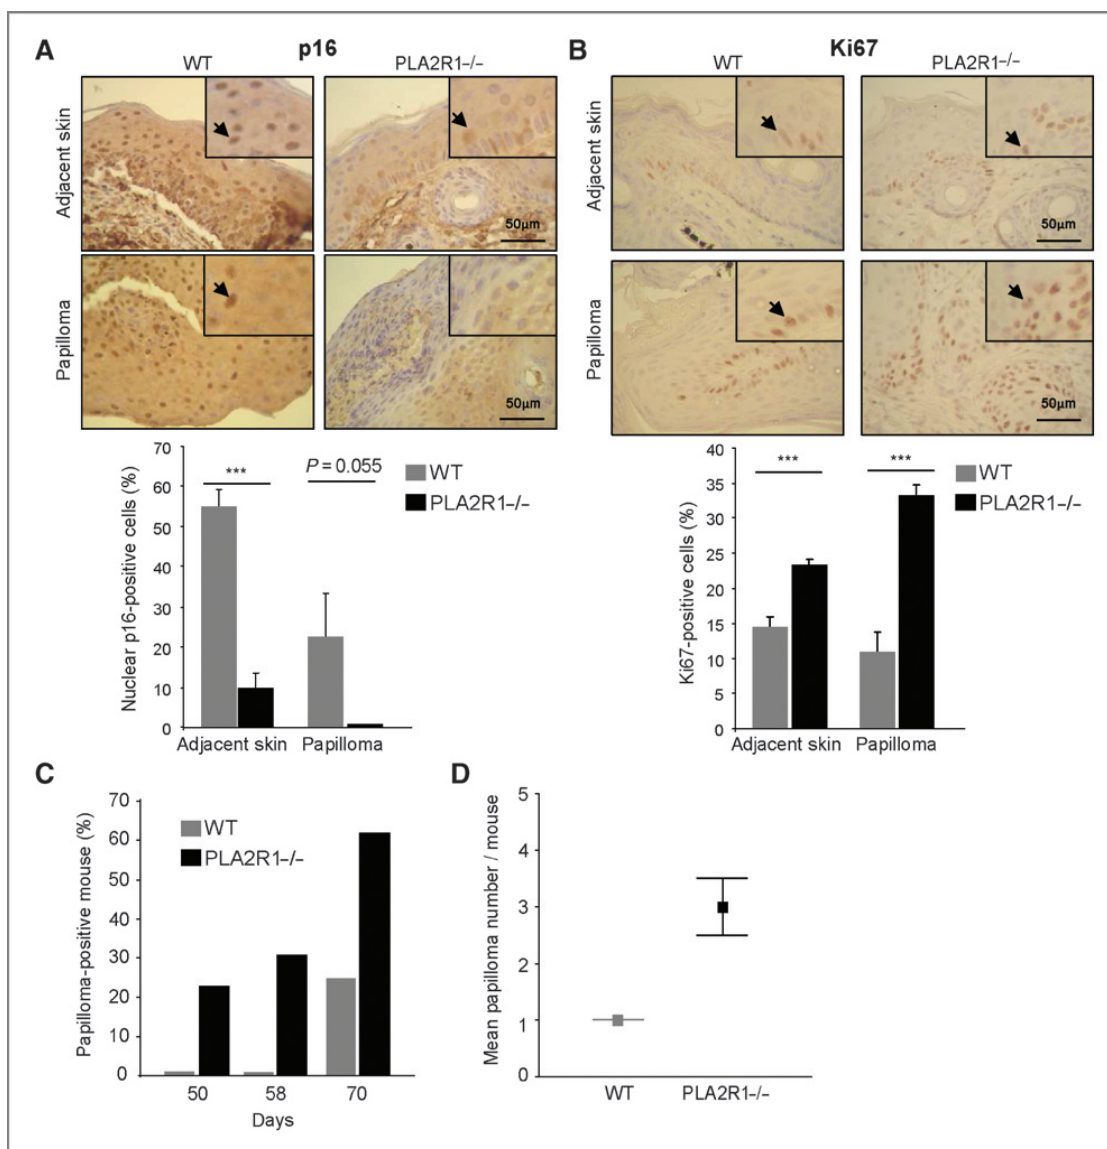 A p16
WT PLA2R1–/–
Adjacent skin
50µm
Papilloma
50µm
Nuclear p16-positive cells (%)
70
60
50
40
30
20
10
0
***
P = 0.055
WT
PLA2R1–/–
Adjacent skin Papilloma
B Ki67
WT PLA2R1–/–
Adjacent skin
50µm
Papilloma
50µm
Ki67-positive cells (%)
40
35
30
25
20
15
10
5
0
*** ***
WT
PLA2R1–/–
Adjacent skin Papilloma
C
Papilloma-positive mouse (%)
70
60
50
40
30
20
10
0
WT
PLA2R1–/–
50 58 70
Days
D
Mean papilloma number / mouse
5
4
3
2
1
0
WT PLA2R1–/–